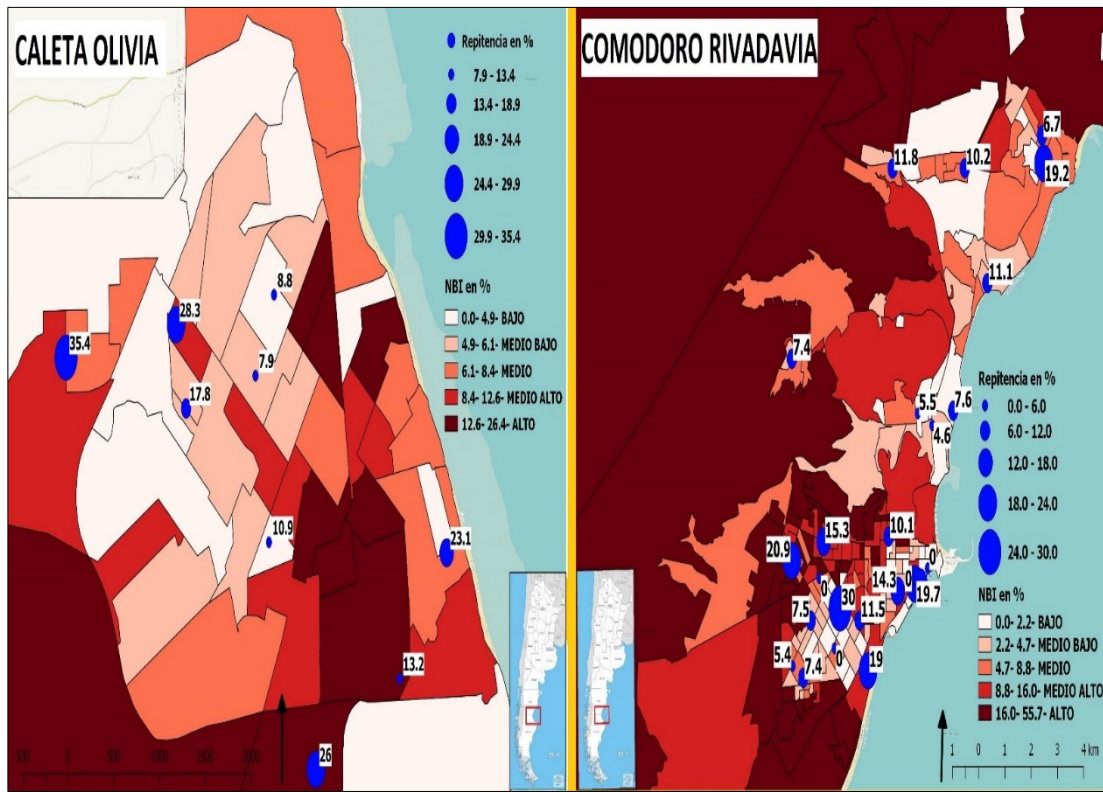 CALETA OLIVIA
Repitencia en %
7.9 - 13.4
13.4 - 18.9
18.9 - 24.4
24.4 - 29.9
29.9 - 35.4
NBI en %
0.0- 4.9- BAJO
4.9- 6.1- MEDIO BAJO
6.1- 8.4- MEDIO
8.4- 12.6- MEDIO ALTO
12.6- 26.4- ALTO
8.8
28.3
35.4
7.9
17.8
10.9
23.1
13.2
26
500 0 500 1000 1500 2000
COMODORO RIVADAVIA
6.7
11.8
10.2
19.2
11.1
7.4
5.5
7.6
4.6
15.3
10.1
20.9
0
14.3
0
19.7
0
30
7.5
11.5
5.4
0
19
7.4
Repitencia en %
0.0 - 6.0
6.0 - 12.0
12.0 - 18.0
18.0 - 24.0
24.0 - 30.0
NBI en %
0.0- 2.2- BAJO
2.2- 4.7- MEDIO BAJO
4.7- 8.8- MEDIO
8.8- 16.0- MEDIO ALTO
16.0- 55.7- ALTO
1 0 1 2 3 4 km